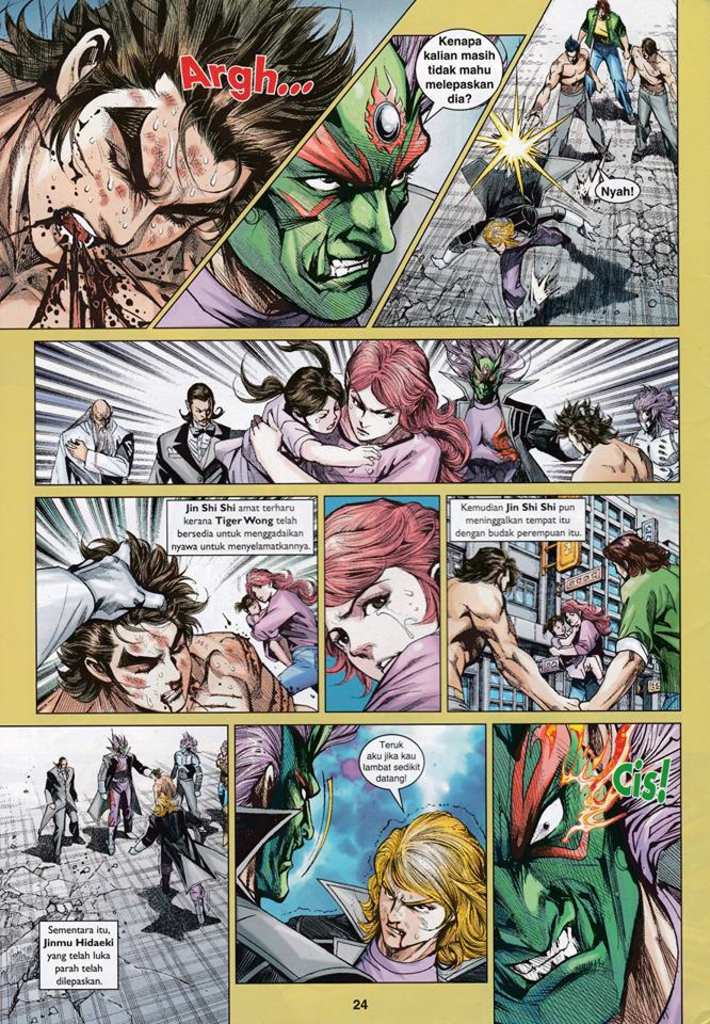 Argh...
Kenapa
kalian masih
tidak mahu
melepaskan
dia?
Nyah!
Jin Shi Shi amat terharu
kerana Tiger Wong telah
bersedia untuk menggadaikan
nyawa untuk menyelamatkannya.
Kemudian Jin Shi Shi pun
meninggalkan tempat itu
dengan budak perempuan itu.
Sementara itu,
Jinmu Hidaeki
yang telah luka
parah telah
dilepaskan.
Teruk
aku jika kau
lambat sedikit
datang!
Cis!
24